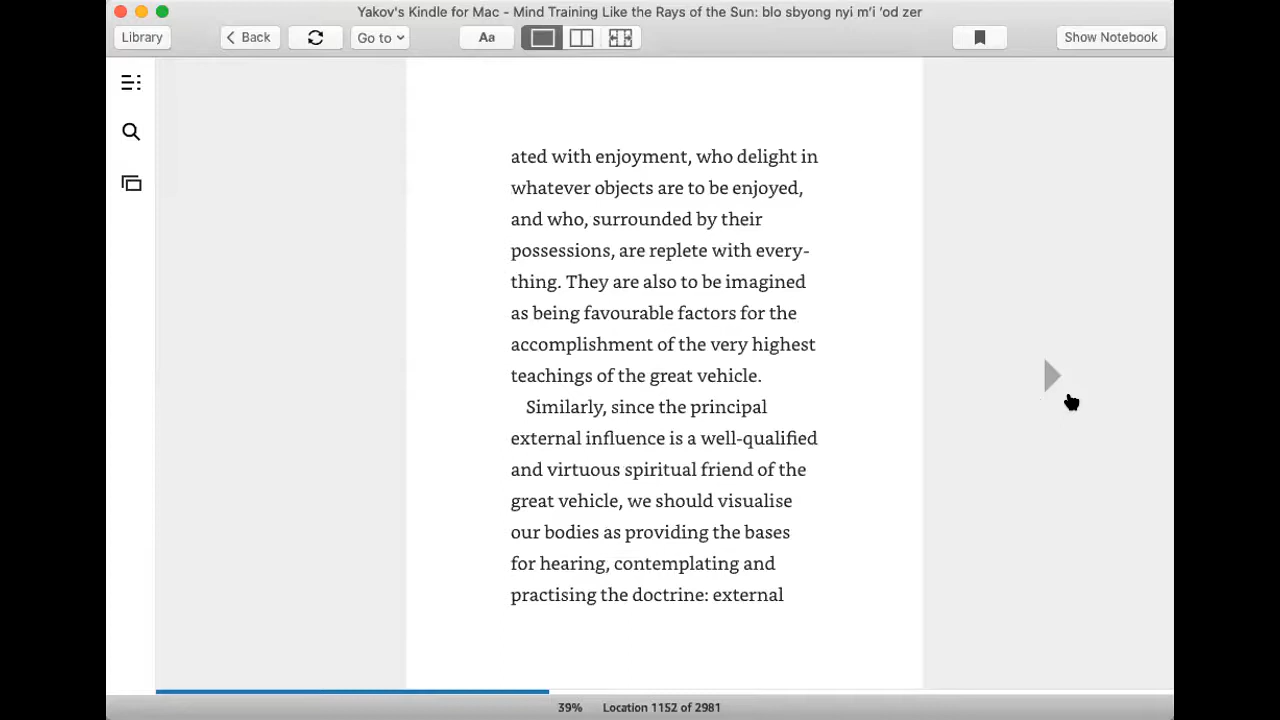 Yakov's Kindle for Mac - Mind Training Like the Rays of the Sun: blo sbyong nyi m'i 'od zer
Library
Back
Go to
Aa
Show Notebook
ated with enjoyment, who delight in
whatever objects are to be enjoyed,
and who, surrounded by their
possessions, are replete with every-
thing. They are also to be imagined
as being favourable factors for the
accomplishment of the very highest
teachings of the great vehicle.
Similarly, since the principal
external influence is a well-qualified
and virtuous spiritual friend of the
great vehicle, we should visualise
our bodies as providing the bases
for hearing, contemplating and
practising the doctrine: external
39% Location 1152 of 2981